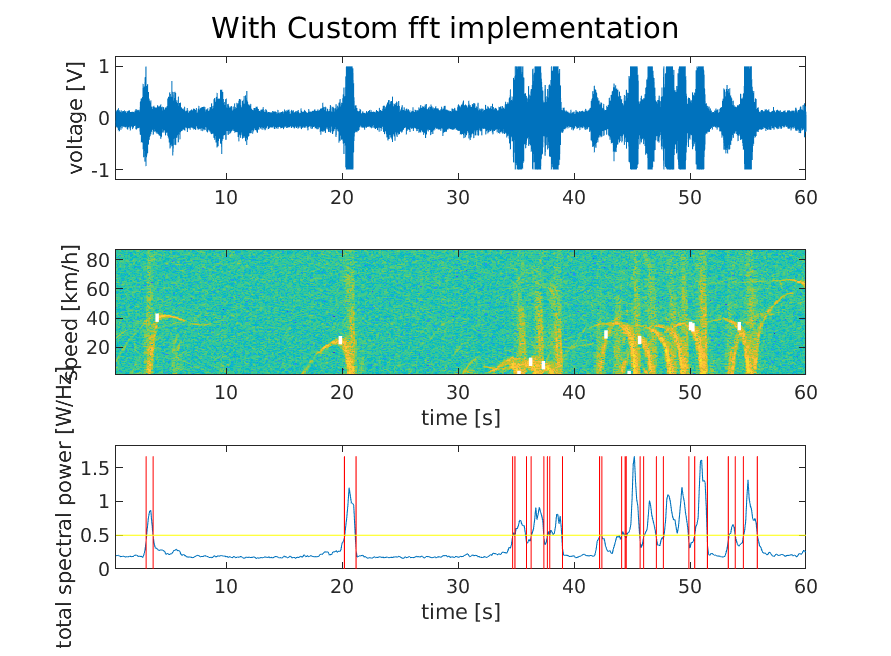 With Custom fft implementation
voltage [V]
1
0
-1
10 20 30 40 50 60
speed [km/h]
80
60
40
20
10 20 30 40 50 60
time [s]
total spectral power [W/Hz]
1.5
1
0.5
0
10 20 30 40 50 60
time [s]